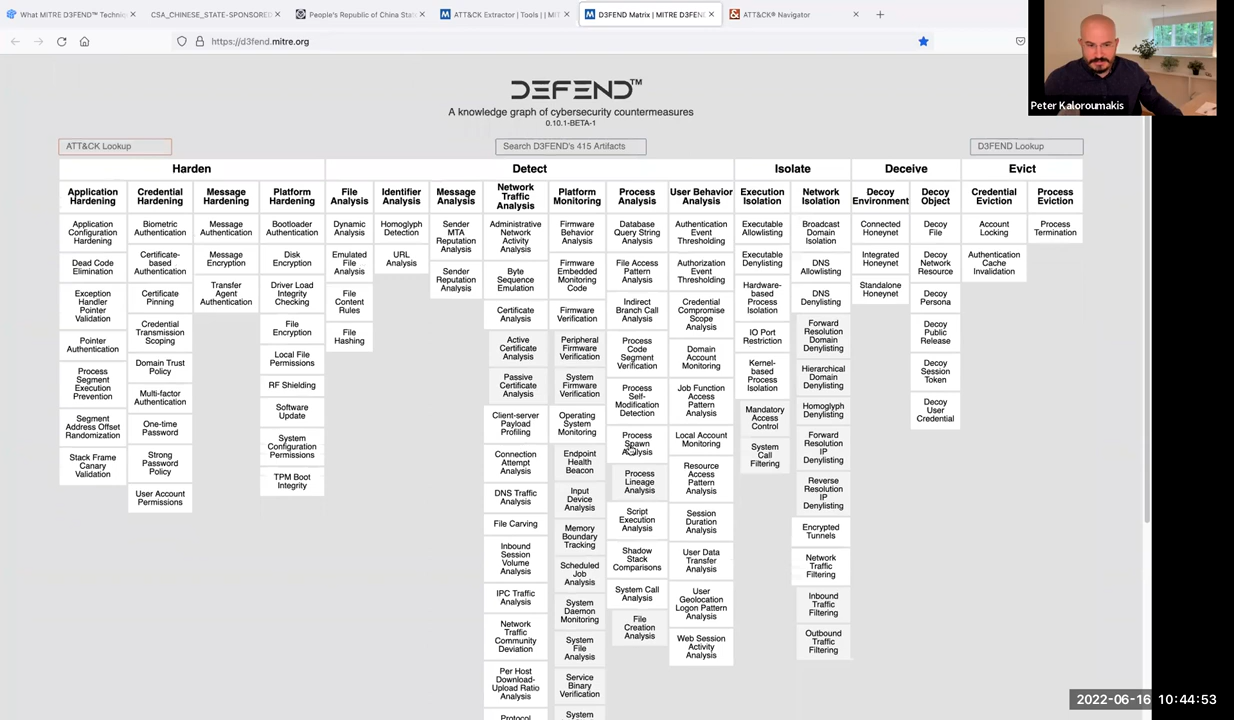 What MITRE D3FEND™ Technic
CSA_CHINESE_STATE-SPONSORED
People's Republic of China Stat
ATT&CK Extractor | Tools | | MIT
D3FEND Matrix | MITRE D3FEN
ATT&CK® Navigator
https://d3fend.mitre.org
Peter Kaloroumakis
D3FEND™
A knowledge graph of cybersecurity countermeasures
0.10.1-BETA-1
ATT&CK Lookup
Search D3FEND's 415 Artifacts
D3FEND Lookup
Harden
Detect
Isolate
Deceive
Evict
Application
Hardening
Application
Configuration
Hardening
Dead Code
Elimination
Exception
Handler
Pointer
Validation
Pointer
Authentication
Process
Segment
Execution
Prevention
Segment
Address Offset
Randomization
Stack Frame
Canary
Validation
Credential
Hardening
Biometric
Authentication
Certificate-
based
Authentication
Certificate
Pinning
Credential
Transmission
Scoping
Domain Trust
Policy
Multi-factor
Authentication
One-time
Password
Strong
Password
Policy
User Account
Permissions
Message
Hardening
Message
Authentication
Message
Encryption
Transfer
Agent
Authentication
Platform
Hardening
Bootloader
Authentication
Disk
Encryption
Driver Load
Integrity
Checking
File
Encryption
Local File
Permissions
RF Shielding
Software
Update
System
Configuration
Permissions
TPM Boot
Integrity
File
Analysis
Dynamic
Analysis
Emulated
File
Analysis
File
Content
Rules
File
Hashing
Identifier
Analysis
Homoglyph
Detection
URL
Analysis
Message
Analysis
Sender
MTA
Reputation
Analysis
Sender
Reputation
Analysis
Network
Traffic
Analysis
Administrative
Network
Activity
Analysis
Byte
Sequence
Emulation
Certificate
Analysis
Active
Certificate
Analysis
Passive
Certificate
Analysis
Client-server
Payload
Profiling
Connection
Attempt
Analysis
DNS Traffic
Analysis
File Carving
Inbound
Session
Volume
Analysis
IPC Traffic
Analysis
Network
Traffic
Community
Deviation
Per Host
Download-
Upload Ratio
Analysis
Protocol
Platform
Monitoring
Firmware
Behavior
Analysis
Firmware
Embedded
Monitoring
Code
Firmware
Verification
Peripheral
Firmware
Verification
System
Firmware
Verification
Operating
System
Monitoring
Endpoint
Health
Beacon
Input
Device
Analysis
Memory
Boundary
Tracking
Scheduled
Job
Analysis
System
Daemon
Monitoring
System
File
Analysis
Service
Binary
Verification
System
Process
Analysis
Database
Query String
Analysis
File Access
Pattern
Analysis
Indirect
Branch Call
Analysis
Process
Code
Segment
Verification
Process
Self-
Modification
Detection
Process
Spawn
Analysis
Process
Lineage
Analysis
Script
Execution
Analysis
Shadow
Stack
Comparisons
System Call
Analysis
File
Creation
Analysis
User Behavior
Analysis
Authentication
Event
Thresholding
Authorization
Event
Thresholding
Credential
Compromise
Scope
Analysis
Domain
Account
Monitoring
Job Function
Access
Pattern
Analysis
Local Account
Monitoring
Resource
Access
Pattern
Analysis
Session
Duration
Analysis
User Data
Transfer
Analysis
User
Geolocation
Logon Pattern
Analysis
Web Session
Activity
Analysis
Execution
Isolation
Executable
Allowlisting
Executable
Denylisting
Hardware-
based
Process
Isolation
IO Port
Restriction
Kernel-
based
Process
Isolation
Mandatory
Access
Control
System
Call
Filtering
Network
Isolation
Broadcast
Domain
Isolation
DNS
Allowlisting
DNS
Denylisting
Forward
Resolution
Domain
Denylisting
Hierarchical
Domain
Denylisting
Homoglyph
Denylisting
Forward
Resolution
IP
Denylisting
Reverse
Resolution
IP
Denylisting
Encrypted
Tunnels
Network
Traffic
Filtering
Inbound
Traffic
Filtering
Outbound
Traffic
Filtering
Decoy
Environment
Connected
Honeynet
Integrated
Honeynet
Standalone
Honeynet
Decoy
Object
Decoy
File
Decoy
Network
Resource
Decoy
Persona
Decoy
Public
Release
Decoy
Session
Token
Decoy
User
Credential
Credential
Eviction
Account
Locking
Authentication
Cache
Invalidation
Process
Eviction
Process
Termination
2022-06-16 10:44:53